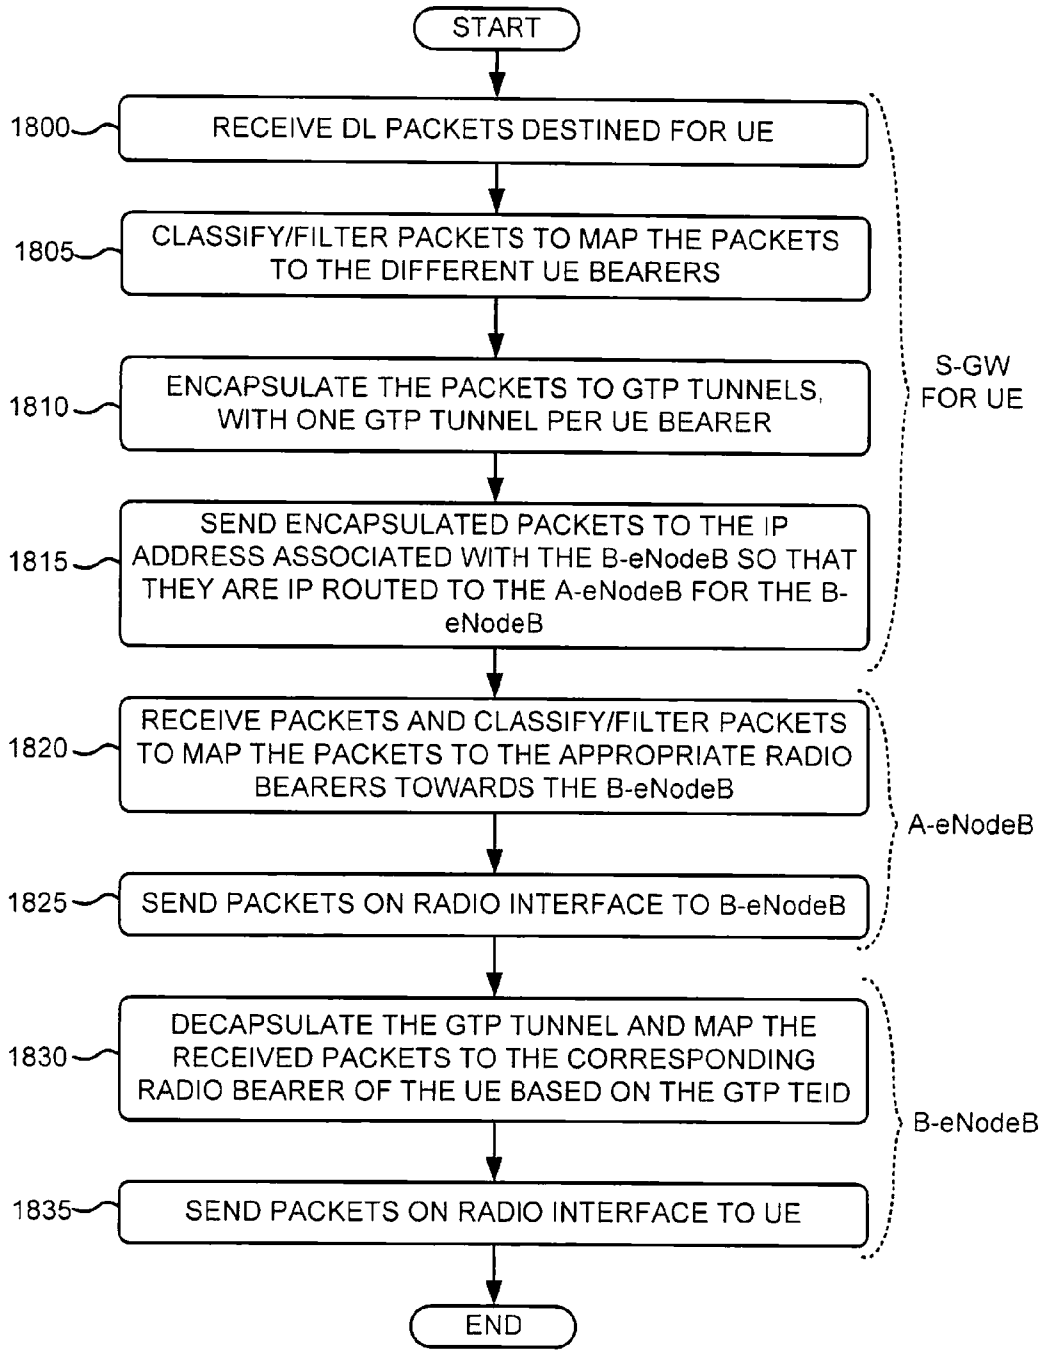 START
1800
RECEIVE DL PACKETS DESTINED FOR UE
1805
CLASSIFY/FILTER PACKETS TO MAP THE PACKETS
TO THE DIFFERENT UE BEARERS
S-GW
FOR UE
1810
ENCAPSULATE THE PACKETS TO GTP TUNNELS,
WITH ONE GTP TUNNEL PER UE BEARER
1815
SEND ENCAPSULATED PACKETS TO THE IP
ADDRESS ASSOCIATED WITH THE B-eNodeB SO THAT
THEY ARE IP ROUTED TO THE A-eNodeB FOR THE B-
eNodeB
1820
RECEIVE PACKETS AND CLASSIFY/FILTER PACKETS
TO MAP THE PACKETS TO THE APPROPRIATE RADIO
BEARERS TOWARDS THE B-eNodeB
A-eNodeB
1825
SEND PACKETS ON RADIO INTERFACE TO B-eNodeB
1830
DECAPSULATE THE GTP TUNNEL AND MAP THE
RECEIVED PACKETS TO THE CORRESPONDING
RADIO BEARER OF THE UE BASED ON THE GTP TEID
B-eNodeB
1835
SEND PACKETS ON RADIO INTERFACE TO UE
END